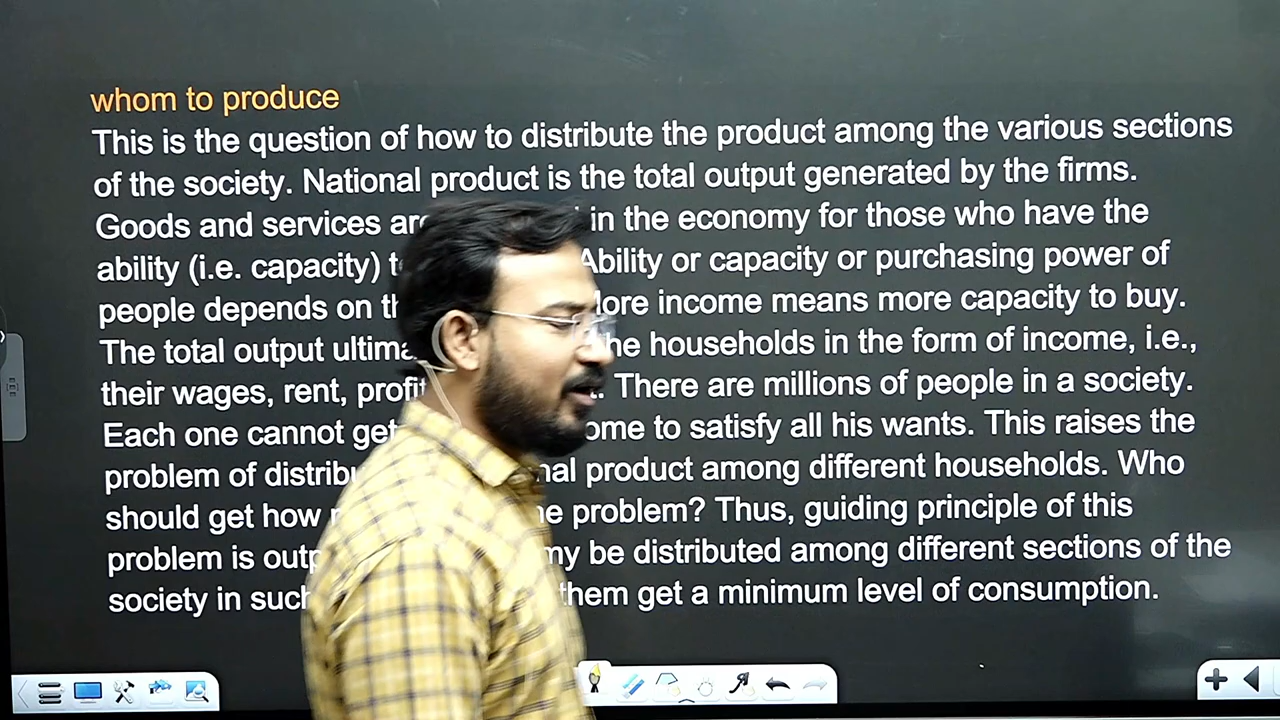 whom to produce
This is the question of how to distribute the product among the various sections
of the society. National product is the total output generated by the firms.
Goods and services are in the economy for those who have the
ability (i.e. capacity) Ability or capacity or purchasing power of
people depends on More income means more capacity to buy.
The total output the households in the form of income, i.e.,
their wages, rent, There are millions of people in a society.
Each one cannot get to satisfy all his wants. This raises the
problem of product among different households. Who
should get how problem? Thus, guiding principle of this
problem is be distributed among different sections of the
society in them get a minimum level of consumption.